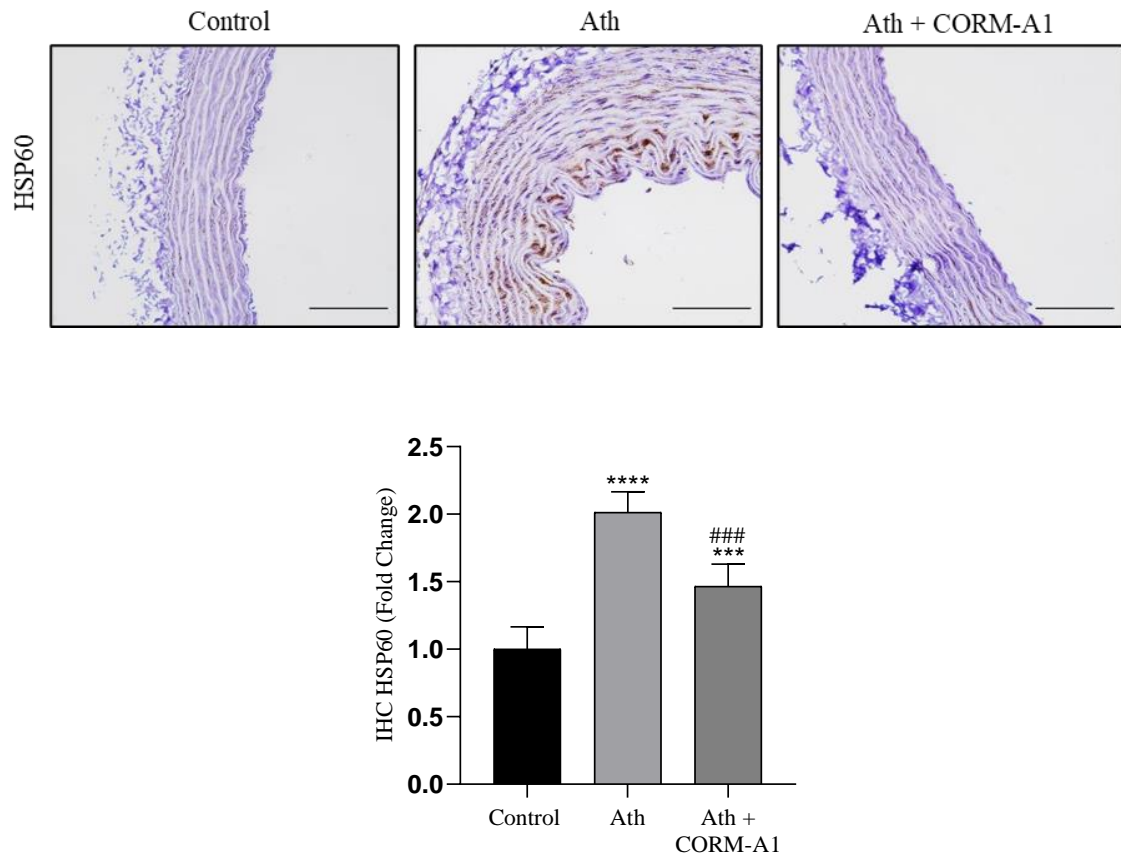 Control
Ath
Ath + CORM-A1
HSP60
IHC HSP60 (Fold Change)
2.5
2.0
1.5
1.0
0.5
0.0
****
###
***
Control
Ath
Ath +
CORM-A1